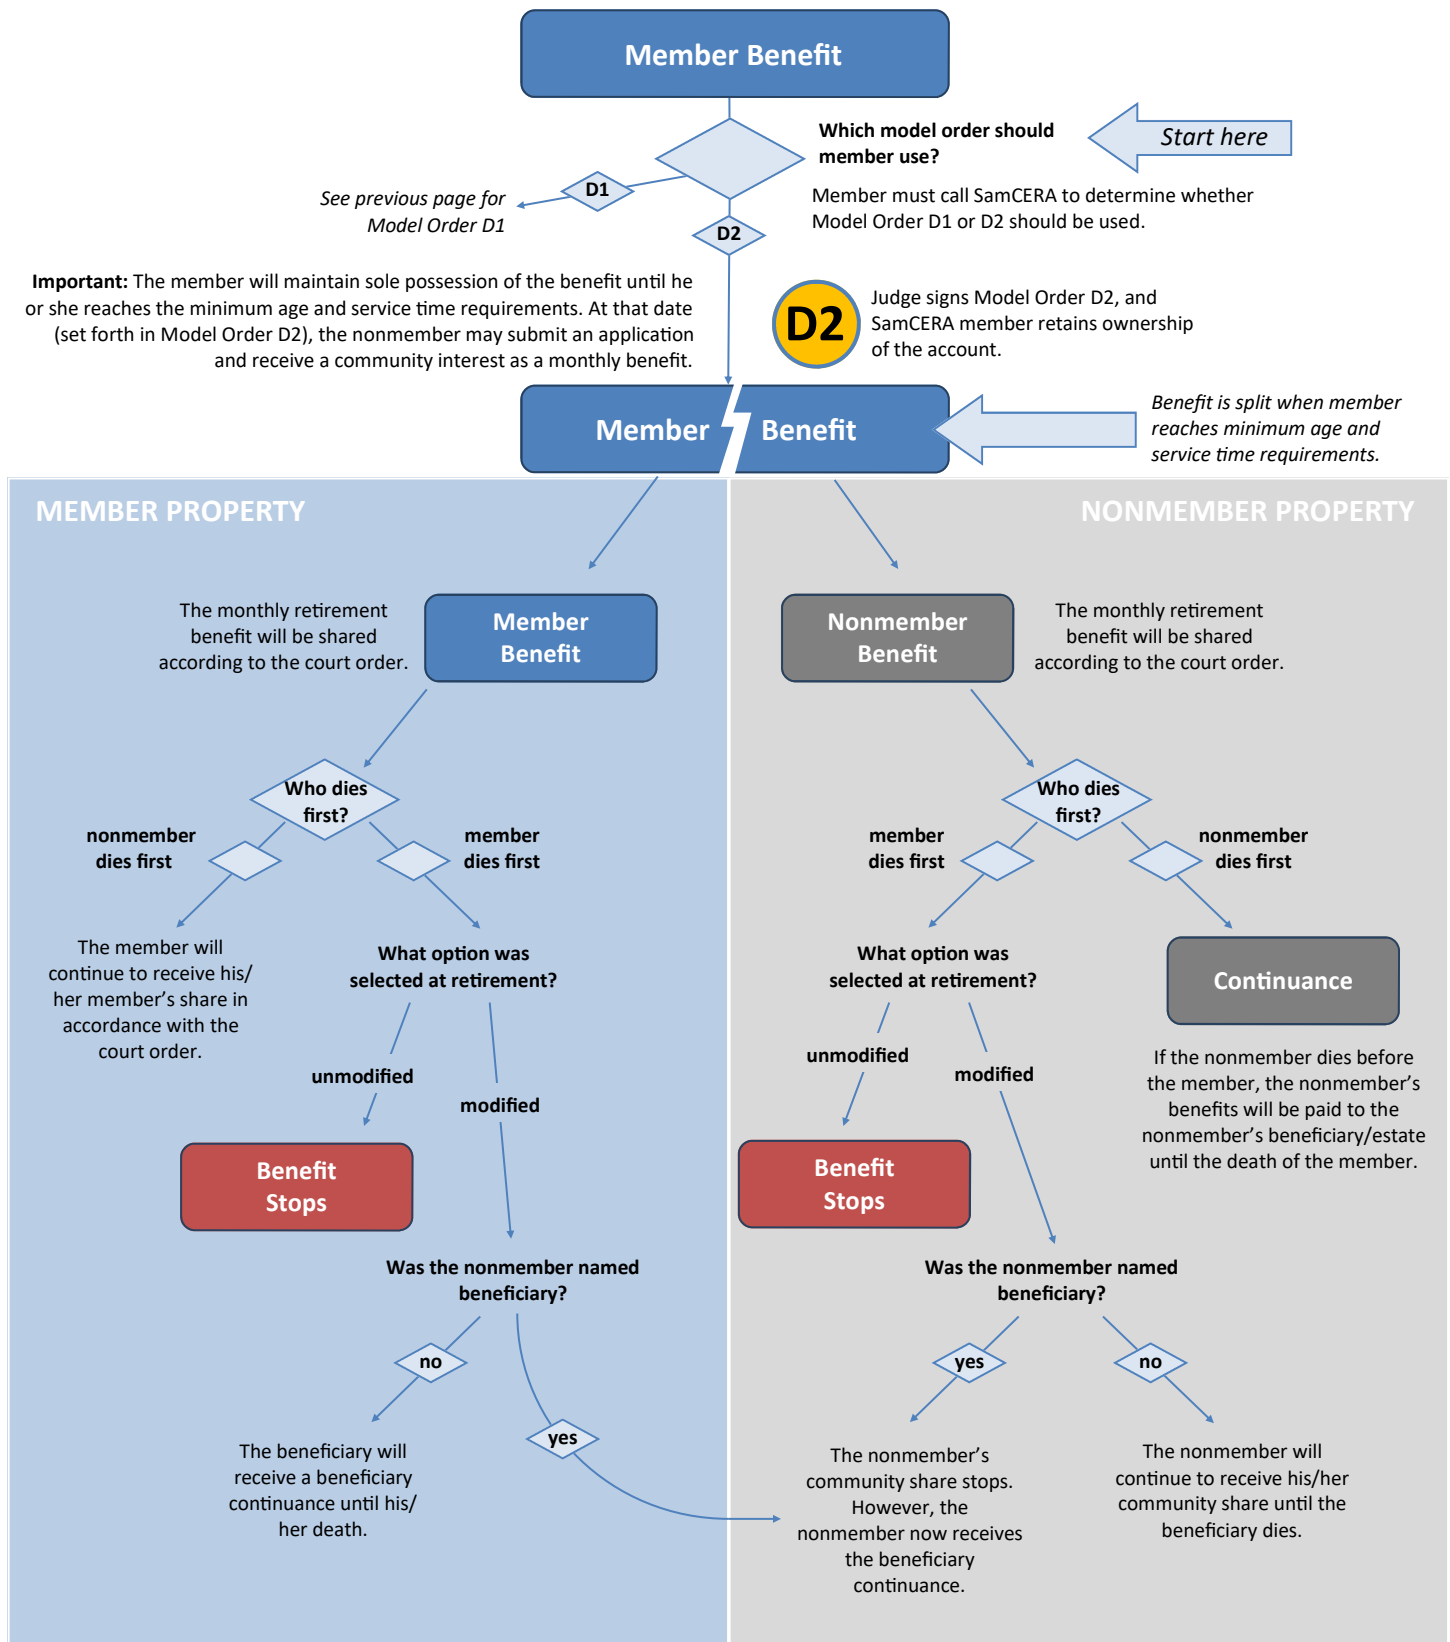 Member Benefit
Which model order should
member use?
Start here
Member must call SamCERA to determine whether
Model Order D1 or D2 should be used.
D1
See previous page for
Model Order D1
D2
Important: The member will maintain sole possession of the benefit until he
or she reaches the minimum age and service time requirements. At that date
(set forth in Model Order D2), the nonmember may submit an application
and receive a community interest as a monthly benefit.
D2
Judge signs Model Order D2, and
SamCERA member retains ownership
of the account.
Member Benefit
Benefit is split when member
reaches minimum age and
service time requirements.
MEMBER PROPERTY
NONMEMBER PROPERTY
The monthly retirement
benefit will be shared
according to the court order.
Member
Benefit
Nonmember
Benefit
The monthly retirement
benefit will be shared
according to the court order.
Who dies
first?
nonmember
dies first
member
dies first
The member will
continue to receive his/
her member’s share in
accordance with the
court order.
What option was
selected at retirement?
unmodified
modified
Benefit
Stops
Was the nonmember named
beneficiary?
no
yes
The beneficiary will
receive a beneficiary
continuance until his/
her death.
Who dies
first?
member
dies first
nonmember
dies first
What option was
selected at retirement?
Continuance
unmodified
modified
If the nonmember dies before
the member, the nonmember’s
benefits will be paid to the
nonmember’s beneficiary/estate
until the death of the member.
Benefit
Stops
Was the nonmember named
beneficiary?
yes
no
The nonmember’s
community share stops.
However, the
nonmember now receives
the beneficiary
continuance.
The nonmember will
continue to receive his/her
community share until the
beneficiary dies.